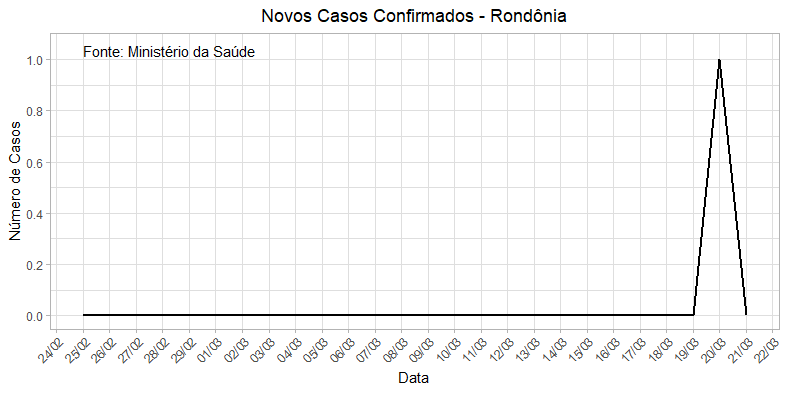 Novos Casos Confirmados - Rondônia
Fonte: Ministério da Saúde
Número de Casos
1.0
0.8
0.6
0.4
0.2
0.0
24/02 25/02 26/02 27/02 28/02 29/02 01/03 02/03 03/03 04/03 05/03 06/03 07/03 08/03 09/03 10/03 11/03 12/03 13/03 14/03 15/03 16/03 17/03 18/03 19/03 20/03 21/03 22/03
Data